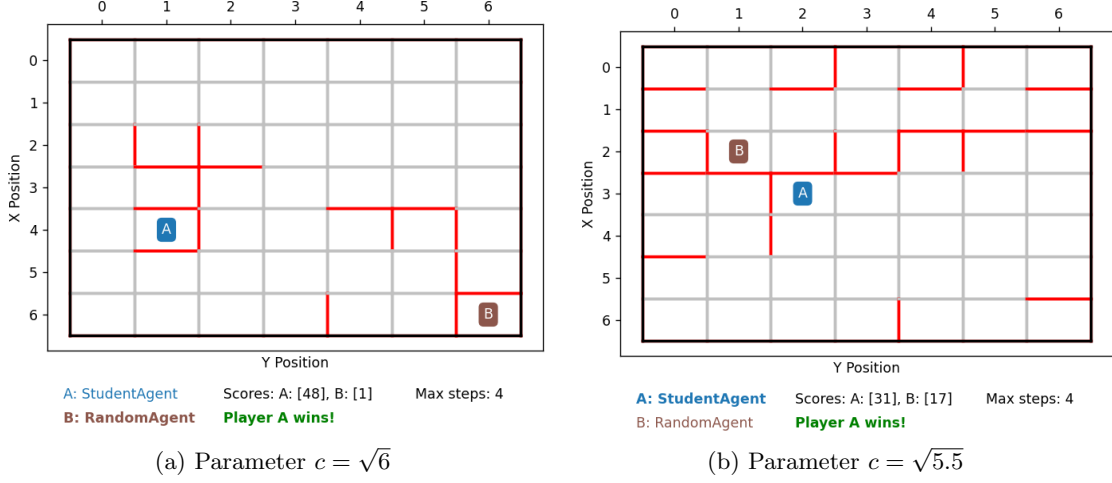 0 1 2 3 4 5 6
0
1
2
3
4
5
6
X Position
A
B
Y Position
A: StudentAgent Scores: A: [48], B: [1] Max steps: 4
B: RandomAgent Player A wins!
(a) Parameter c = √6
0 1 2 3 4 5 6
0
1
2
3
4
5
6
X Position
B
A
Y Position
A: StudentAgent Scores: A: [31], B: [17] Max steps: 4
B: RandomAgent Player A wins!
(b) Parameter c = √5.5